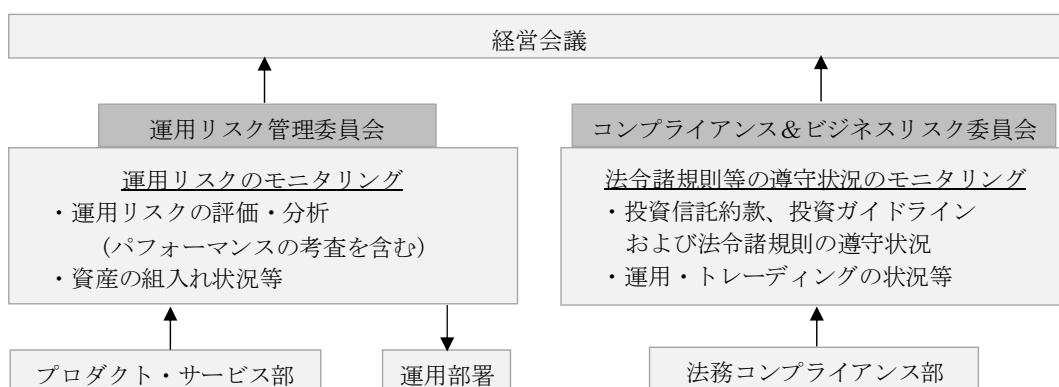 経営会議
運用リスク管理委員会
運用リスクのモニタリング
・運用リスクの評価・分析
（パフォーマンスの考査を含む）
・資産の組入れ状況等
コンプライアンス＆ビジネスリスク委員会
法令諸規則等の遵守状況のモニタリング
・投資信託約款、投資ガイドライン
および法令諸規則の遵守状況
・運用・トレーディングの状況等
プロダクト・サービス部
運用部署
法務コンプライアンス部